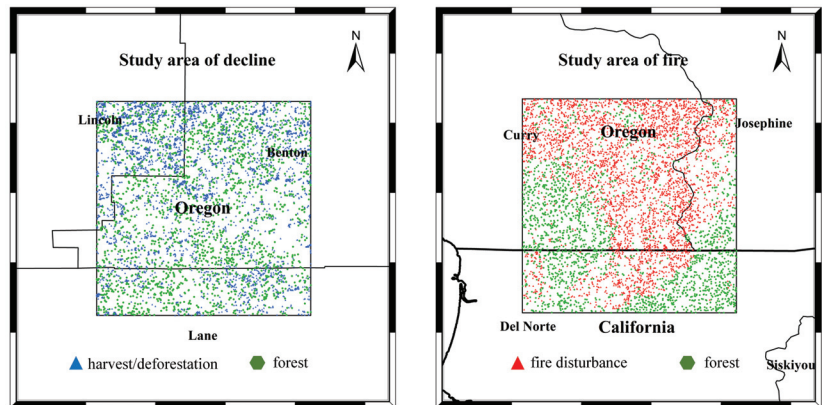 N
Study area of decline
Lincoln
Benton
Oregon
Lane
harvest/deforestation
forest
N
Study area of fire
Curry
Oregon
Josephine
Del Norte
California
Siskiyou
fire disturbance
forest